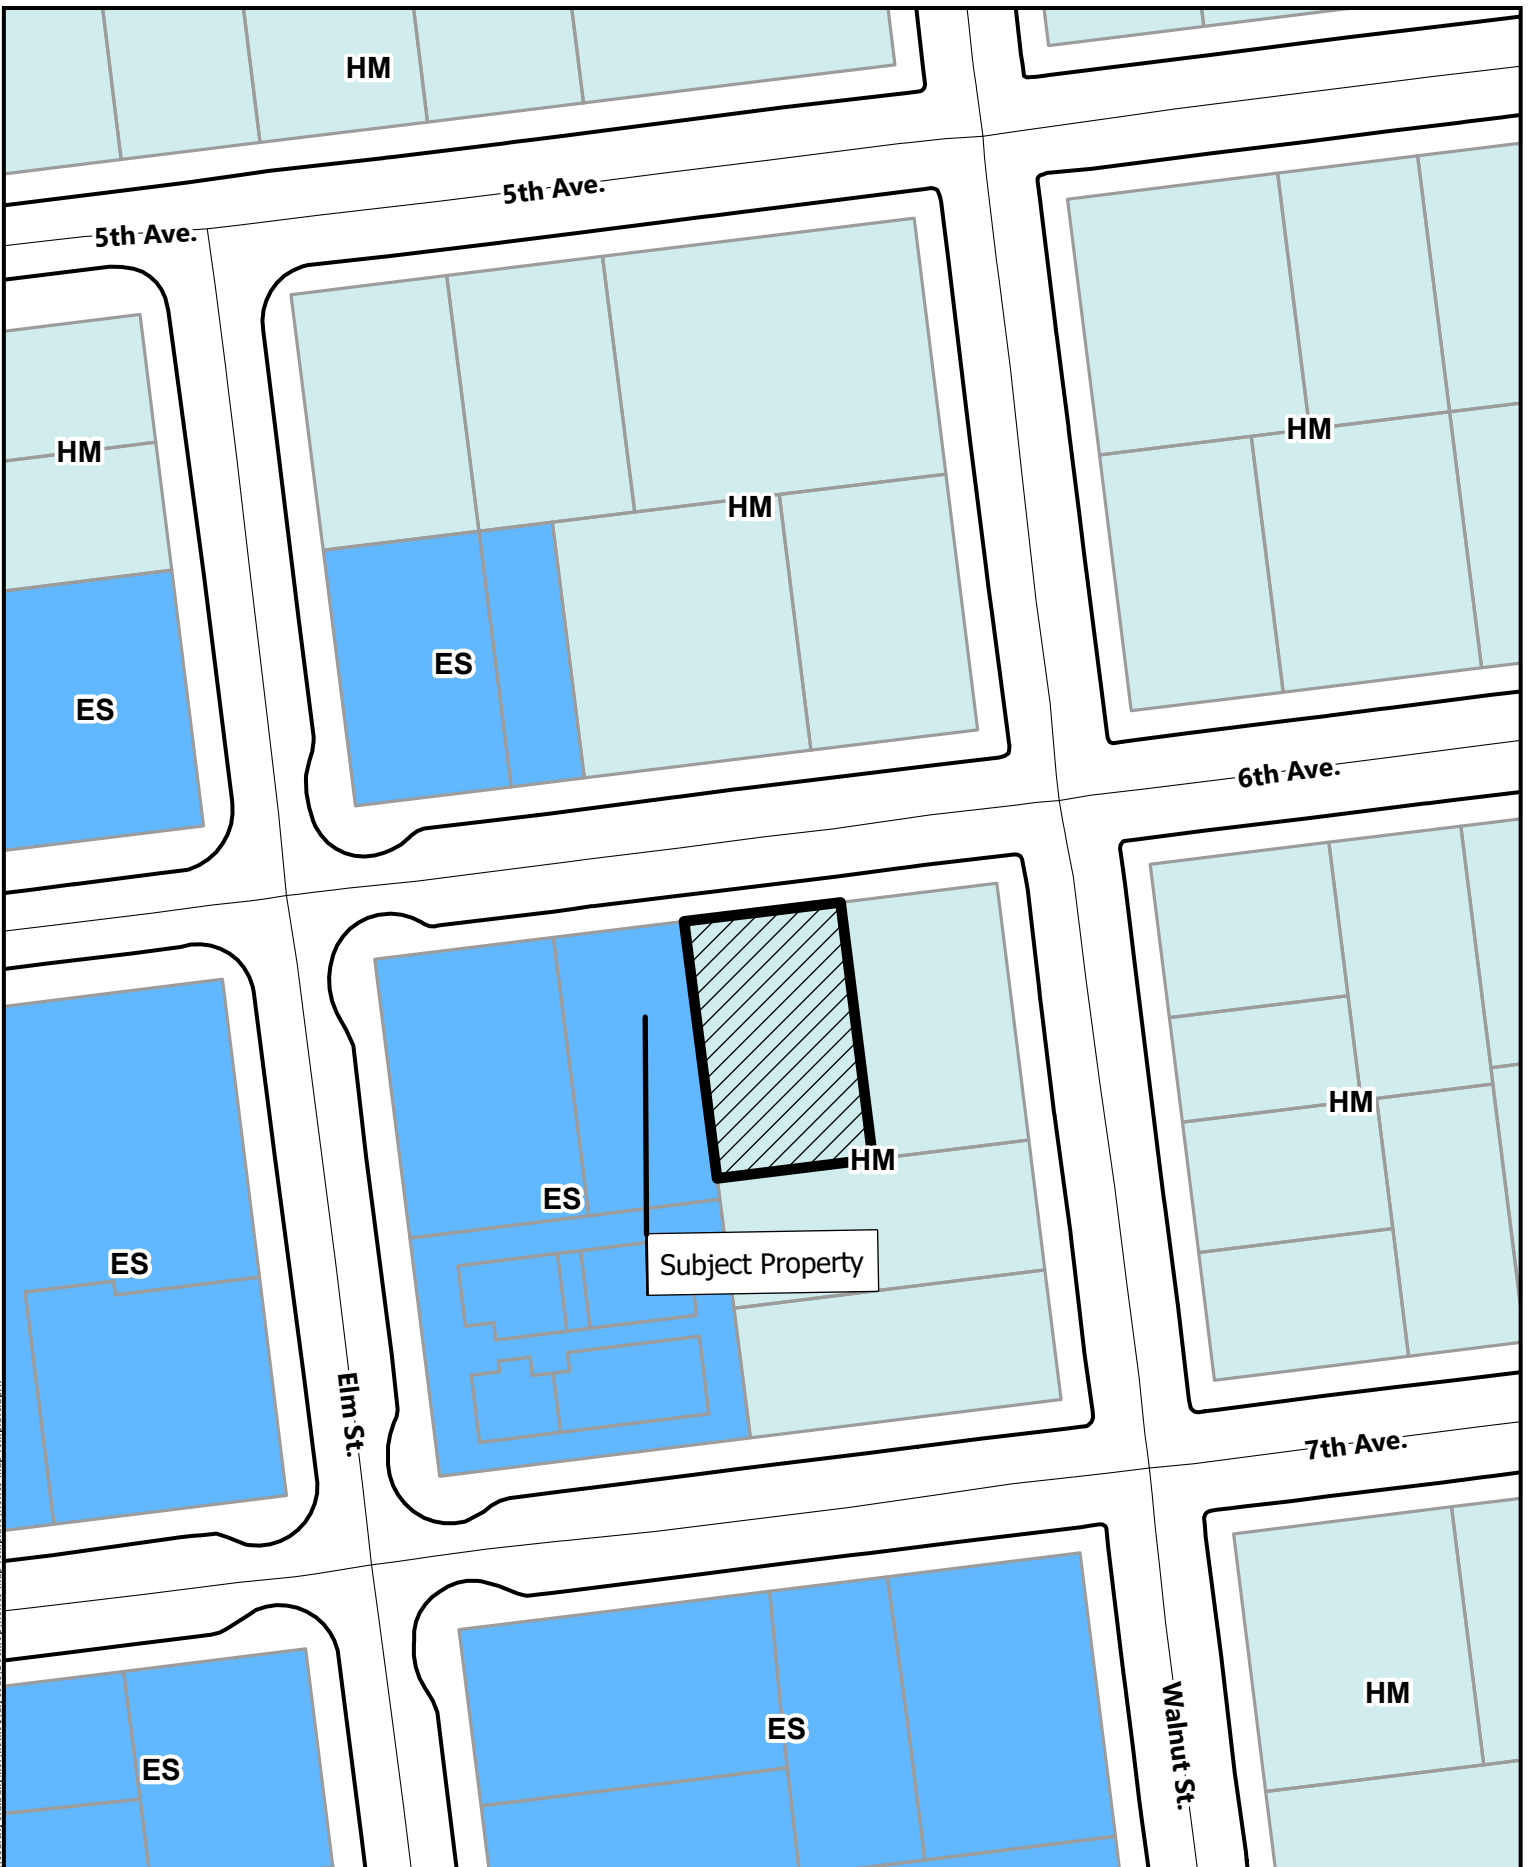 HM
5th Ave.
5th Ave.
HM
HM
HM
ES
ES
6th Ave.
HM
HM
ES
ES
Subject Property
Elm St.
7th Ave.
HM
Walnut St.
ES
ES